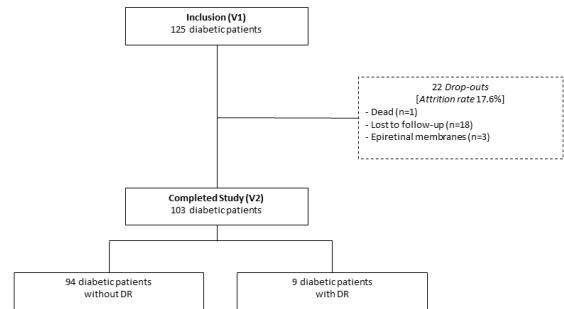 Inclusion (V1)
125 diabetic patients
22 Drop-outs
[Attrition rate 17.6%]
- Dead (n=1)
- Lost to follow-up (n=18)
- Epiretinal membranes (n=3)
Completed Study (V2)
103 diabetic patients
94 diabetic patients
without DR
9 diabetic patients
with DR